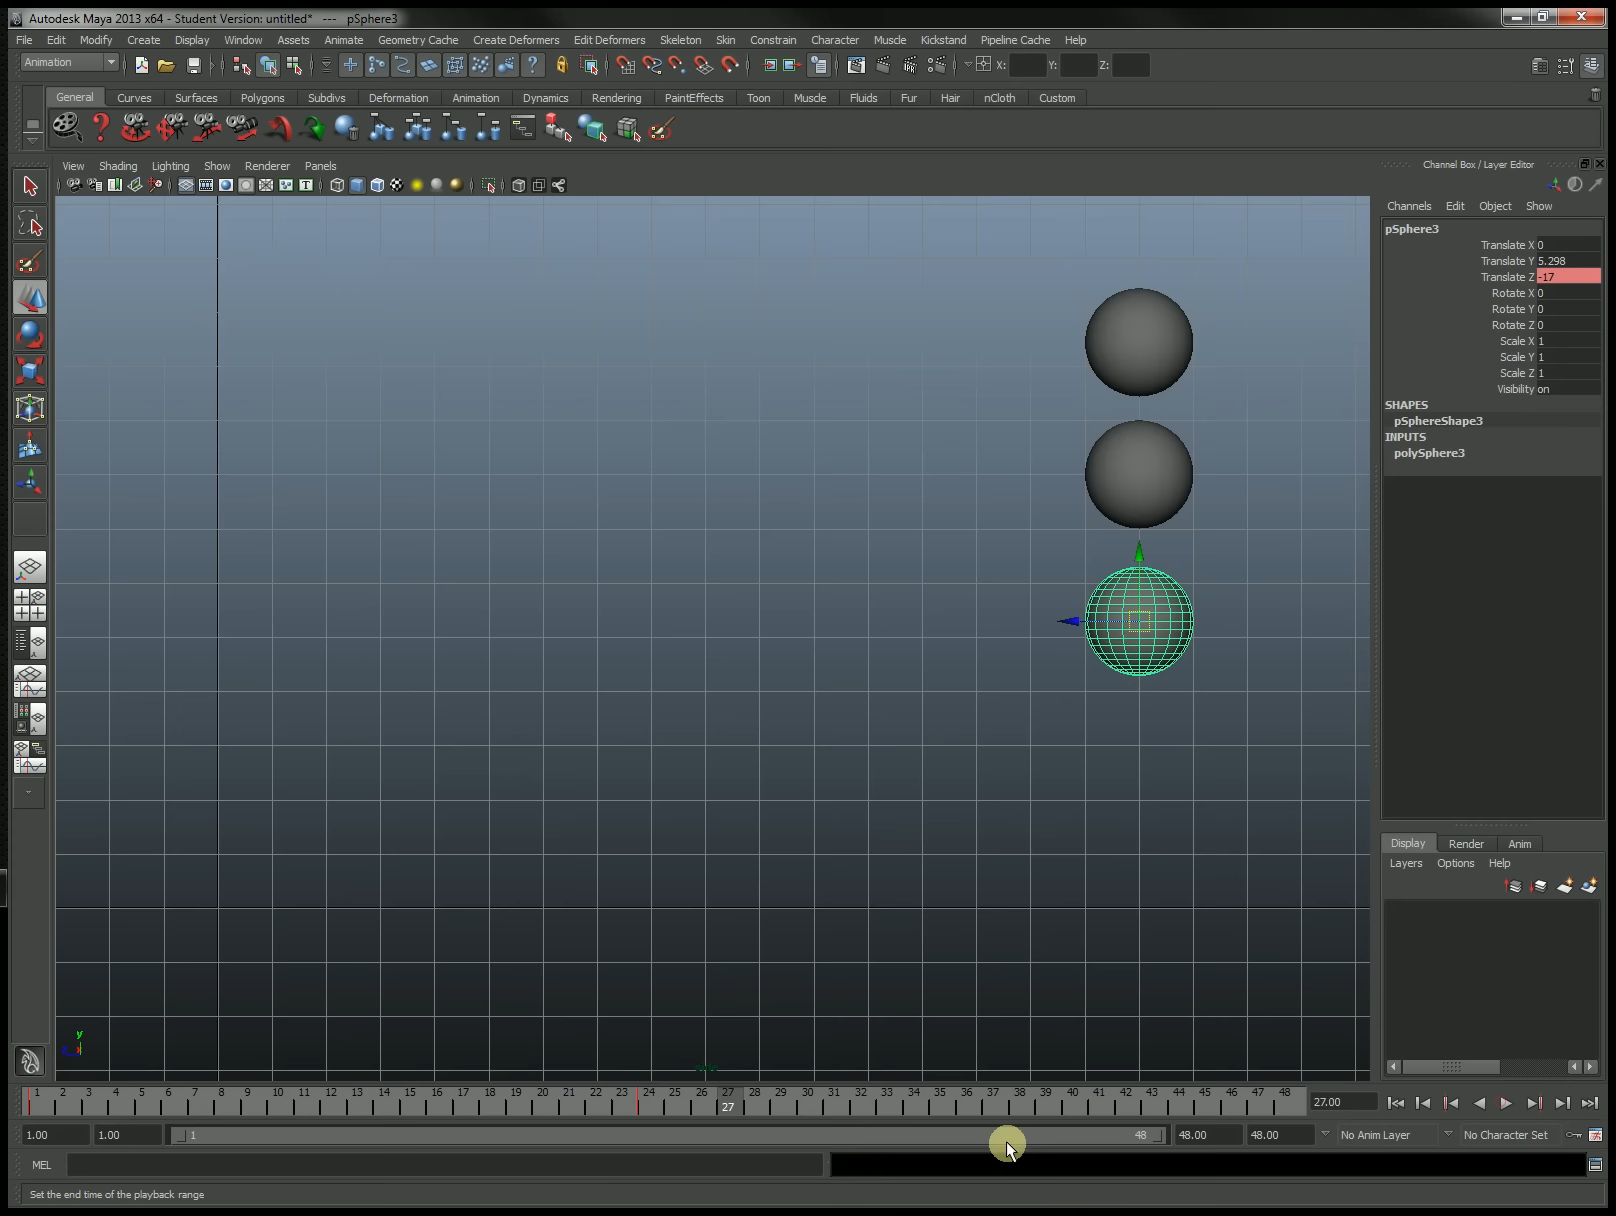 Autodesk Maya 2013 x64 - Student Version: untitled* --- pSphere3
File Edit Modify Create Display Window Assets Animate Geometry Cache Create Deformers Edit Deformers Skeleton Skin Constrain Character Muscle Kickstand Pipeline Cache Help
Animation X: Y: Z:
General Curves Surfaces Polygons Subdivs Deformation Animation Dynamics Rendering PaintEffects Toon Muscle Fluids Fur Hair nCloth Custom
View Shading Lighting Show Renderer Panels
Channel Box / Layer Editor
Channels Edit Object Show
pSphere3
Translate X 0
Translate Y 5.298
Translate Z -17
Rotate X 0
Rotate Y 0
Rotate Z 0
Scale X 1
Scale Y 1
Scale Z 1
Visibility on
SHAPES
pSphereShape3
INPUTS
polySphere3
Display Render Anim
Layers Options Help
y
z x
1 2 3 4 5 6 7 8 9 10 11 12 13 14 15 16 17 18 19 20 21 22 23 24 25 26 27 28 29 30 31 32 33 34 35 36 37 38 39 40 41 42 43 44 45 46 47 48
27 27.00
1.00 1.00 1 48 48.00 48.00 No Anim Layer No Character Set
MEL
Set the end time of the playback range